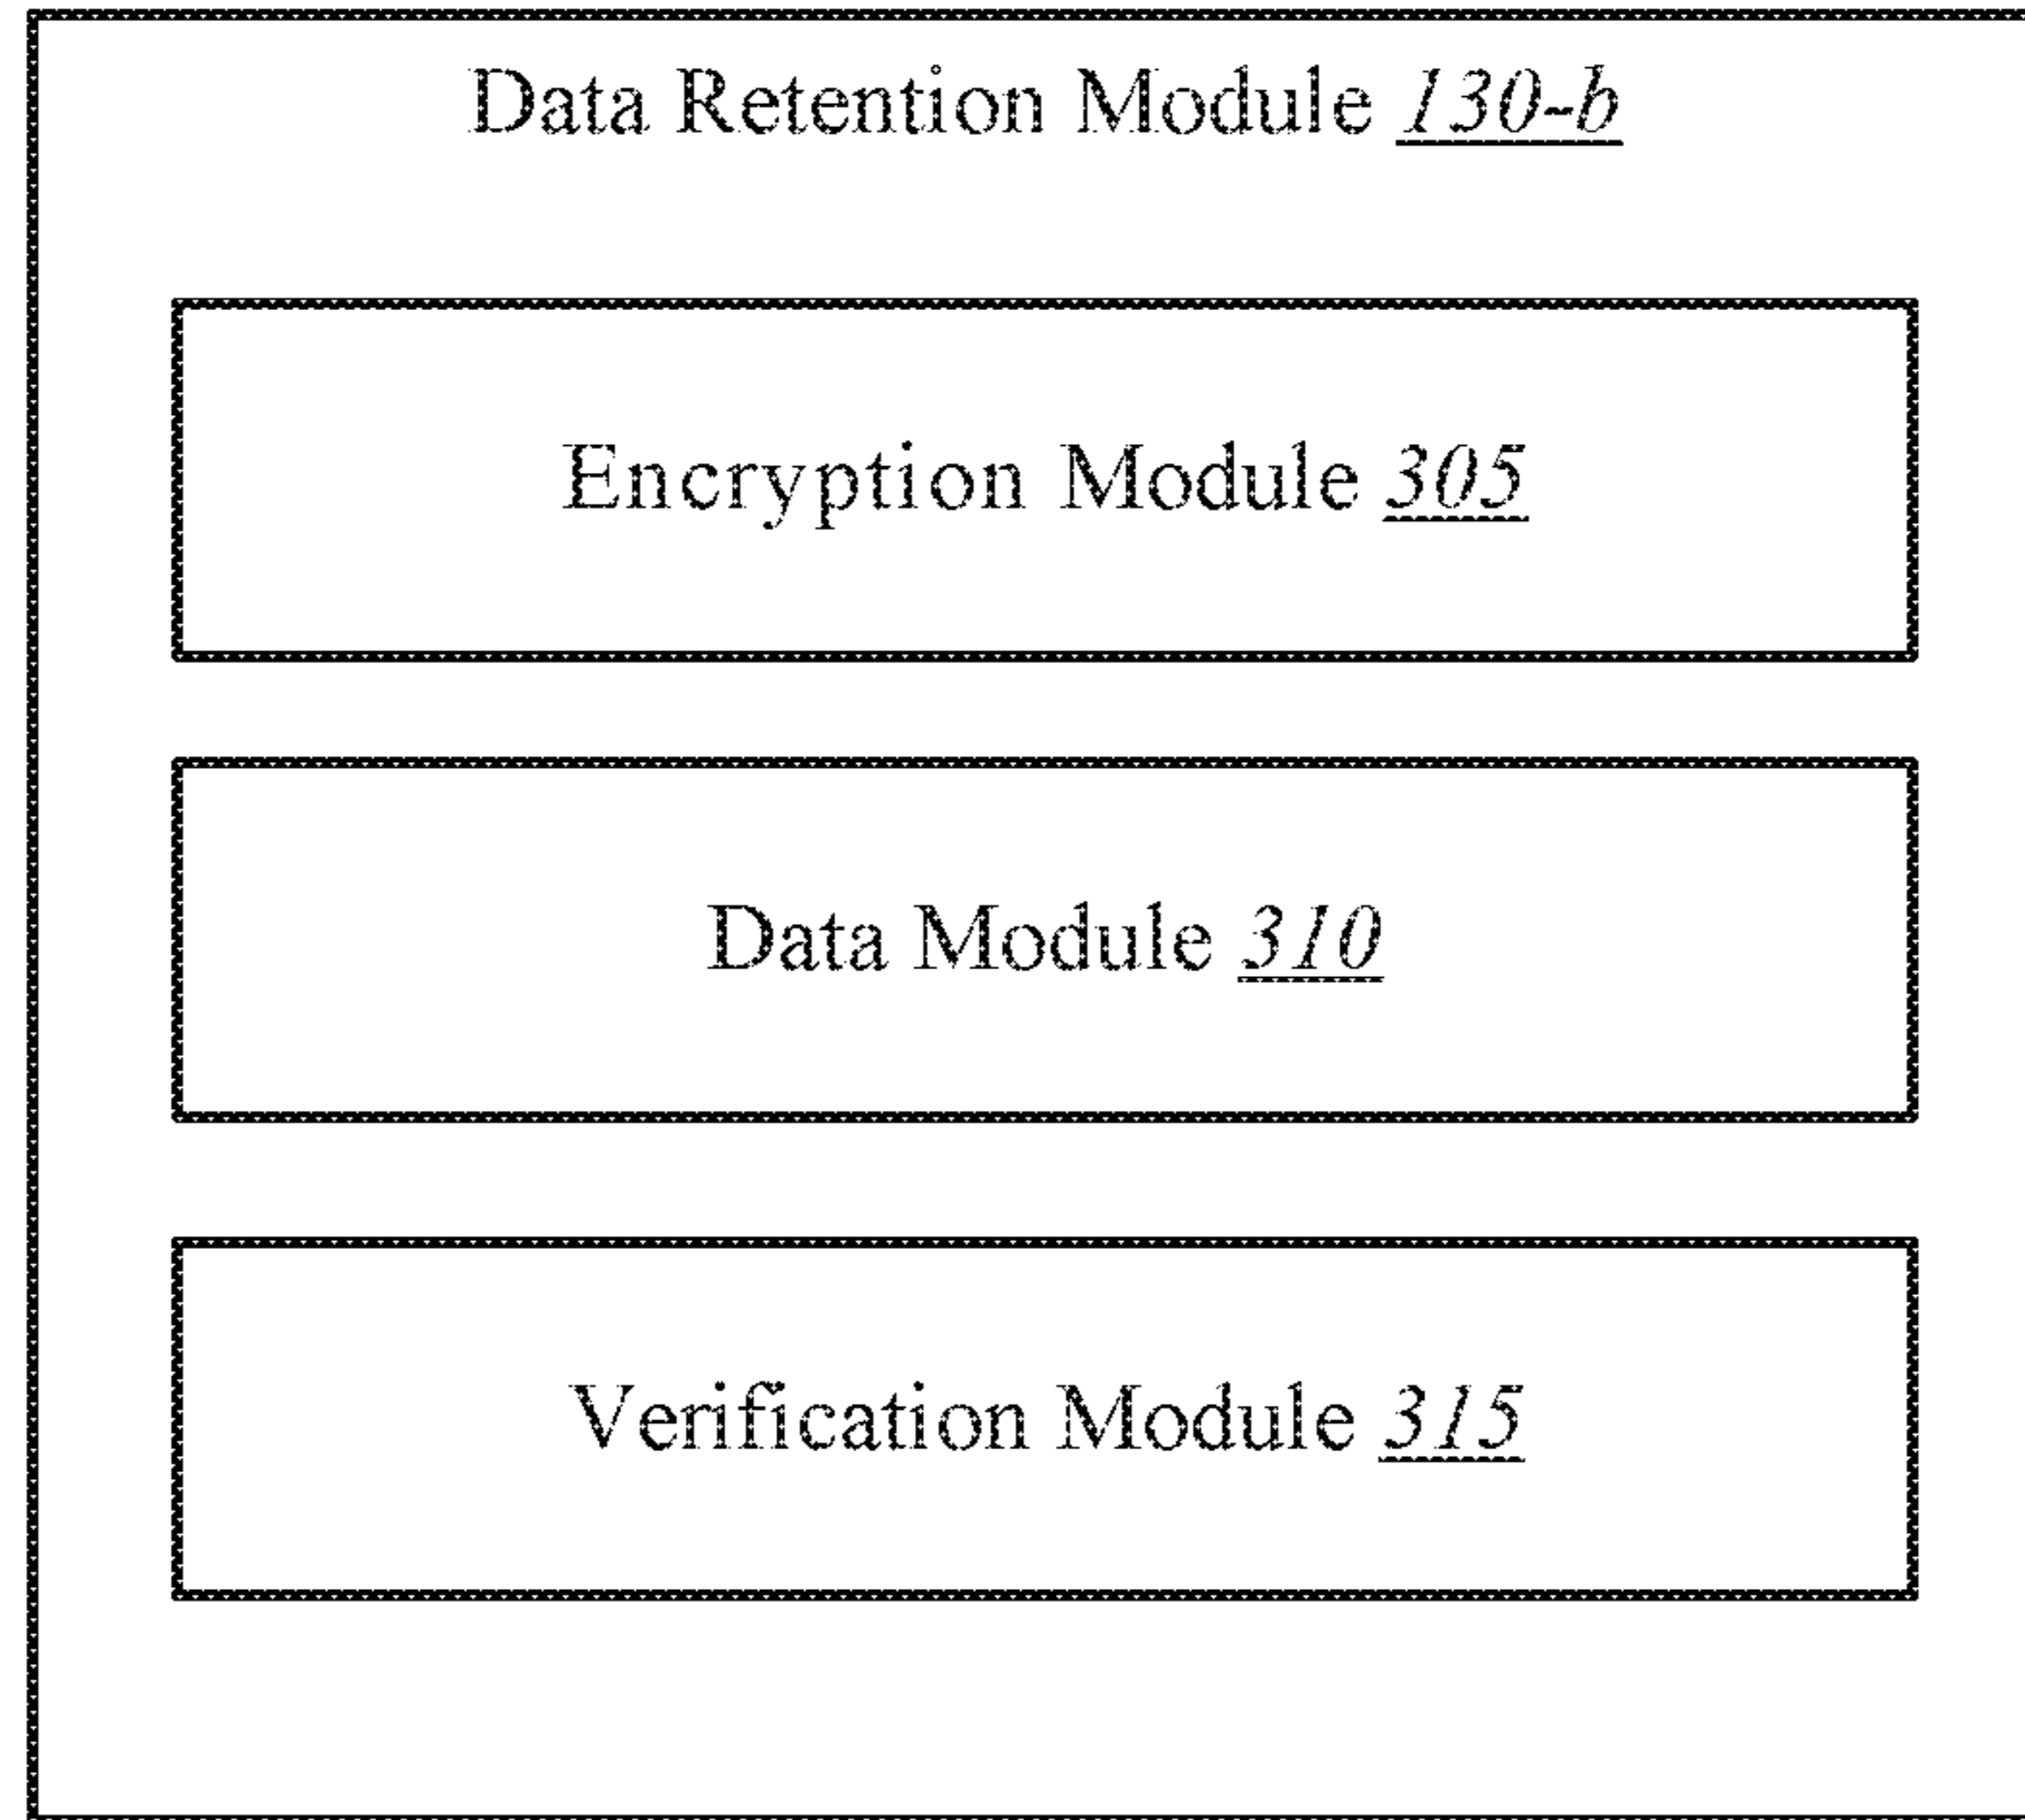 Data Retention Module 130-b
Encryption Module 305
Data Module 310
Verification Module 315